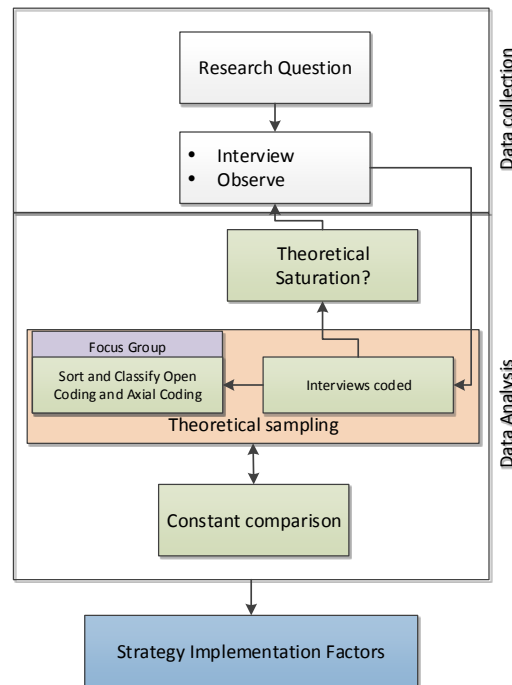 Research Question
• Interview
• Observe
Data collection
Theoretical
Saturation?
Focus Group
Sort and Classify Open
Coding and Axial Coding
Interviews coded
Theoretical sampling
Data Analysis
Constant comparison
Strategy Implementation Factors